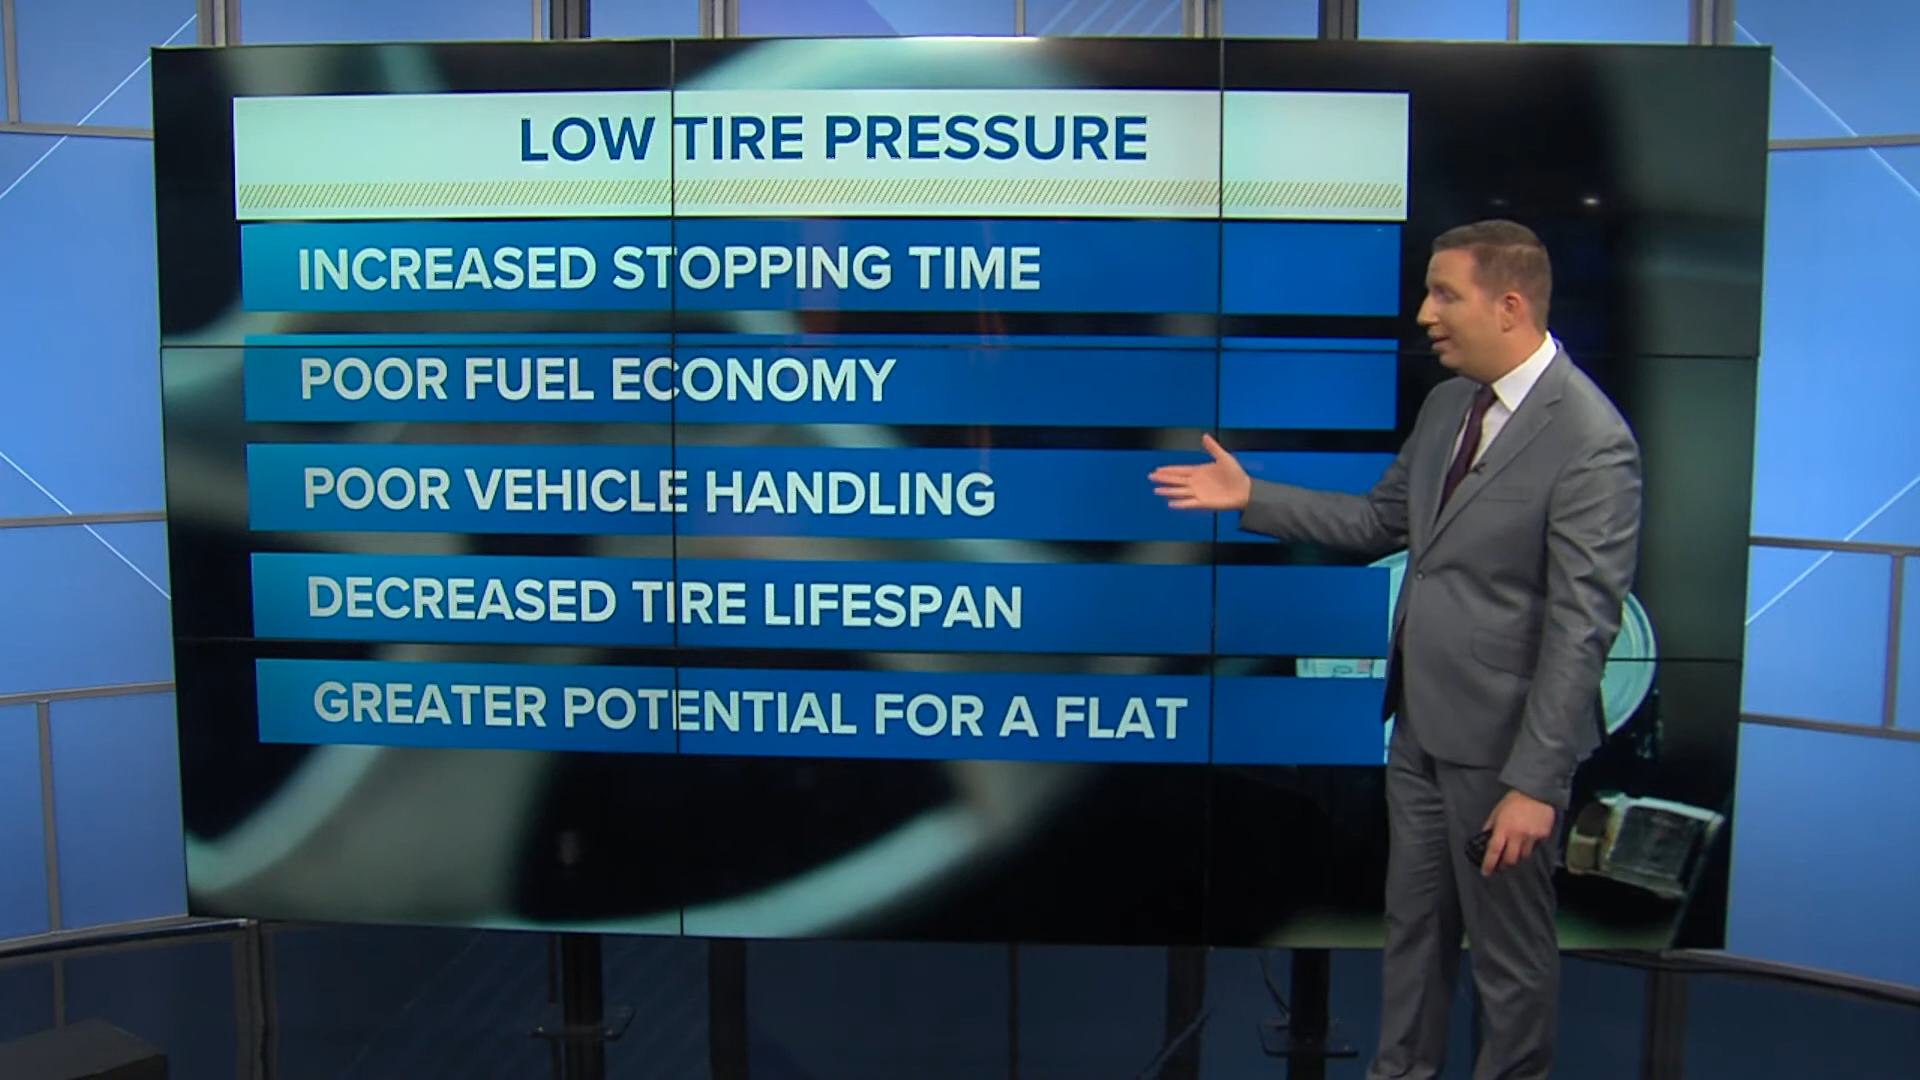 LOW TIRE PRESSURE
INCREASED STOPPING TIME
POOR FUEL ECONOMY
POOR VEHICLE HANDLING
DECREASED TIRE LIFESPAN
GREATER POTENTIAL FOR A FLAT